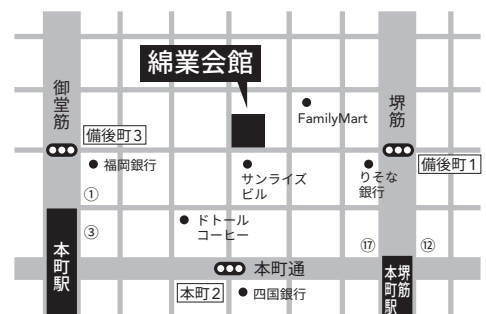 綿業会館
御堂筋
堺筋
FamilyMart
備後町3
備後町1
福岡銀行
サンライズ
ビル
りそな
銀行
①
ドトール
コーヒー
③
⑰
⑫
本町駅
本町通
堺筋
本町駅
本町2
四国銀行